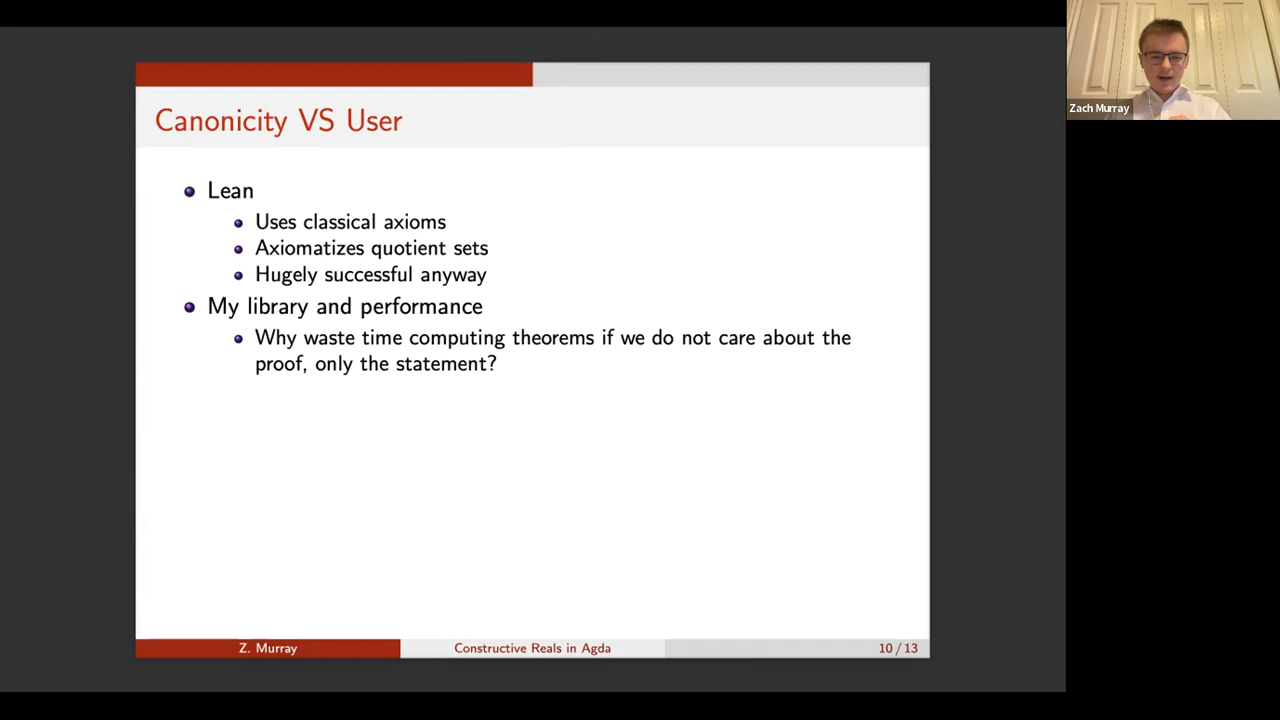 Canonicity VS User
Lean
Uses classical axioms
Axiomatizes quotient sets
Hugely successful anyway
My library and performance
Why waste time computing theorems if we do not care about the
proof, only the statement?
Z. Murray
Constructive Reals in Agda
10 / 13
Zach Murray